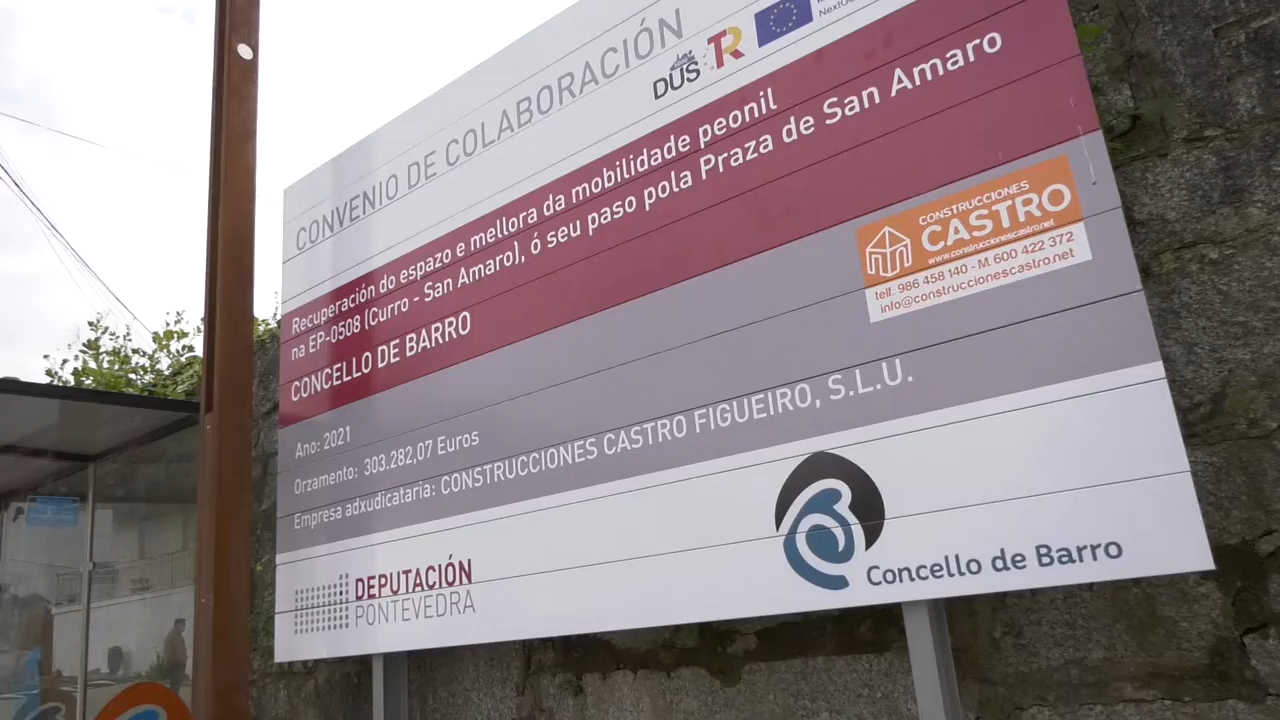 CONVENIO DE COLABORACIÓN
DUS
TR
Recuperación do espazo e mellora da mobilidade peonil
na EP-0508 (Curro - San Amaro), ó seu paso pola Praza de San Amaro
CONCELLO DE BARRO
CONSTRUCCIONES
CASTRO
www.construccionescastro.net
telf. 986 458 140 - M. 600 422 372
info@construccionescastro.net
Ano: 2021
Orzamento: 303.282,07 Euros
Empresa adxudicataria: CONSTRUCCIONES CASTRO FIGUEIRO, S.L.U.
DEPUTACIÓN
PONTEVEDRA
Concello de Barro